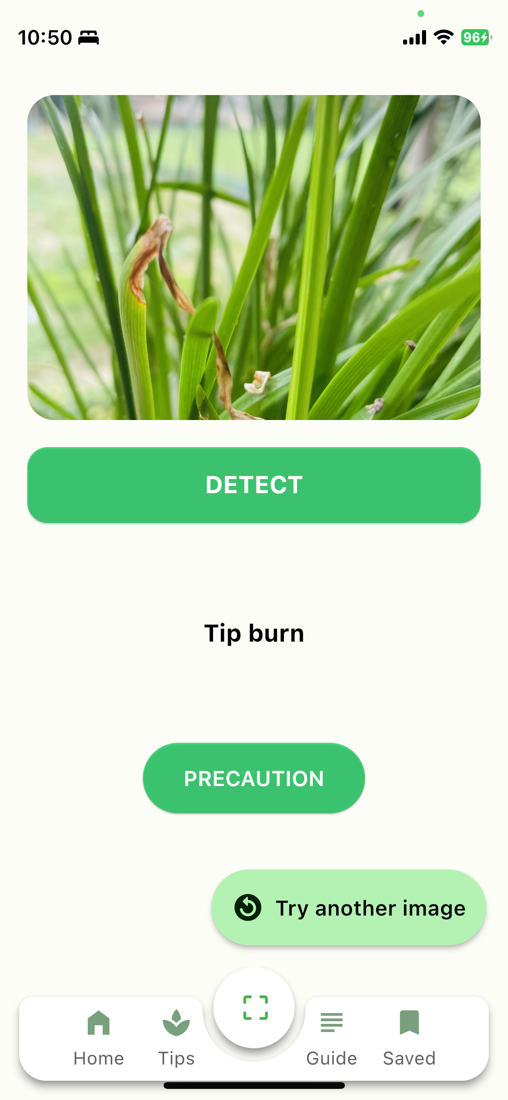 10:50
96
DETECT
Tip burn
PRECAUTION
Try another image
Home Tips Guide Saved